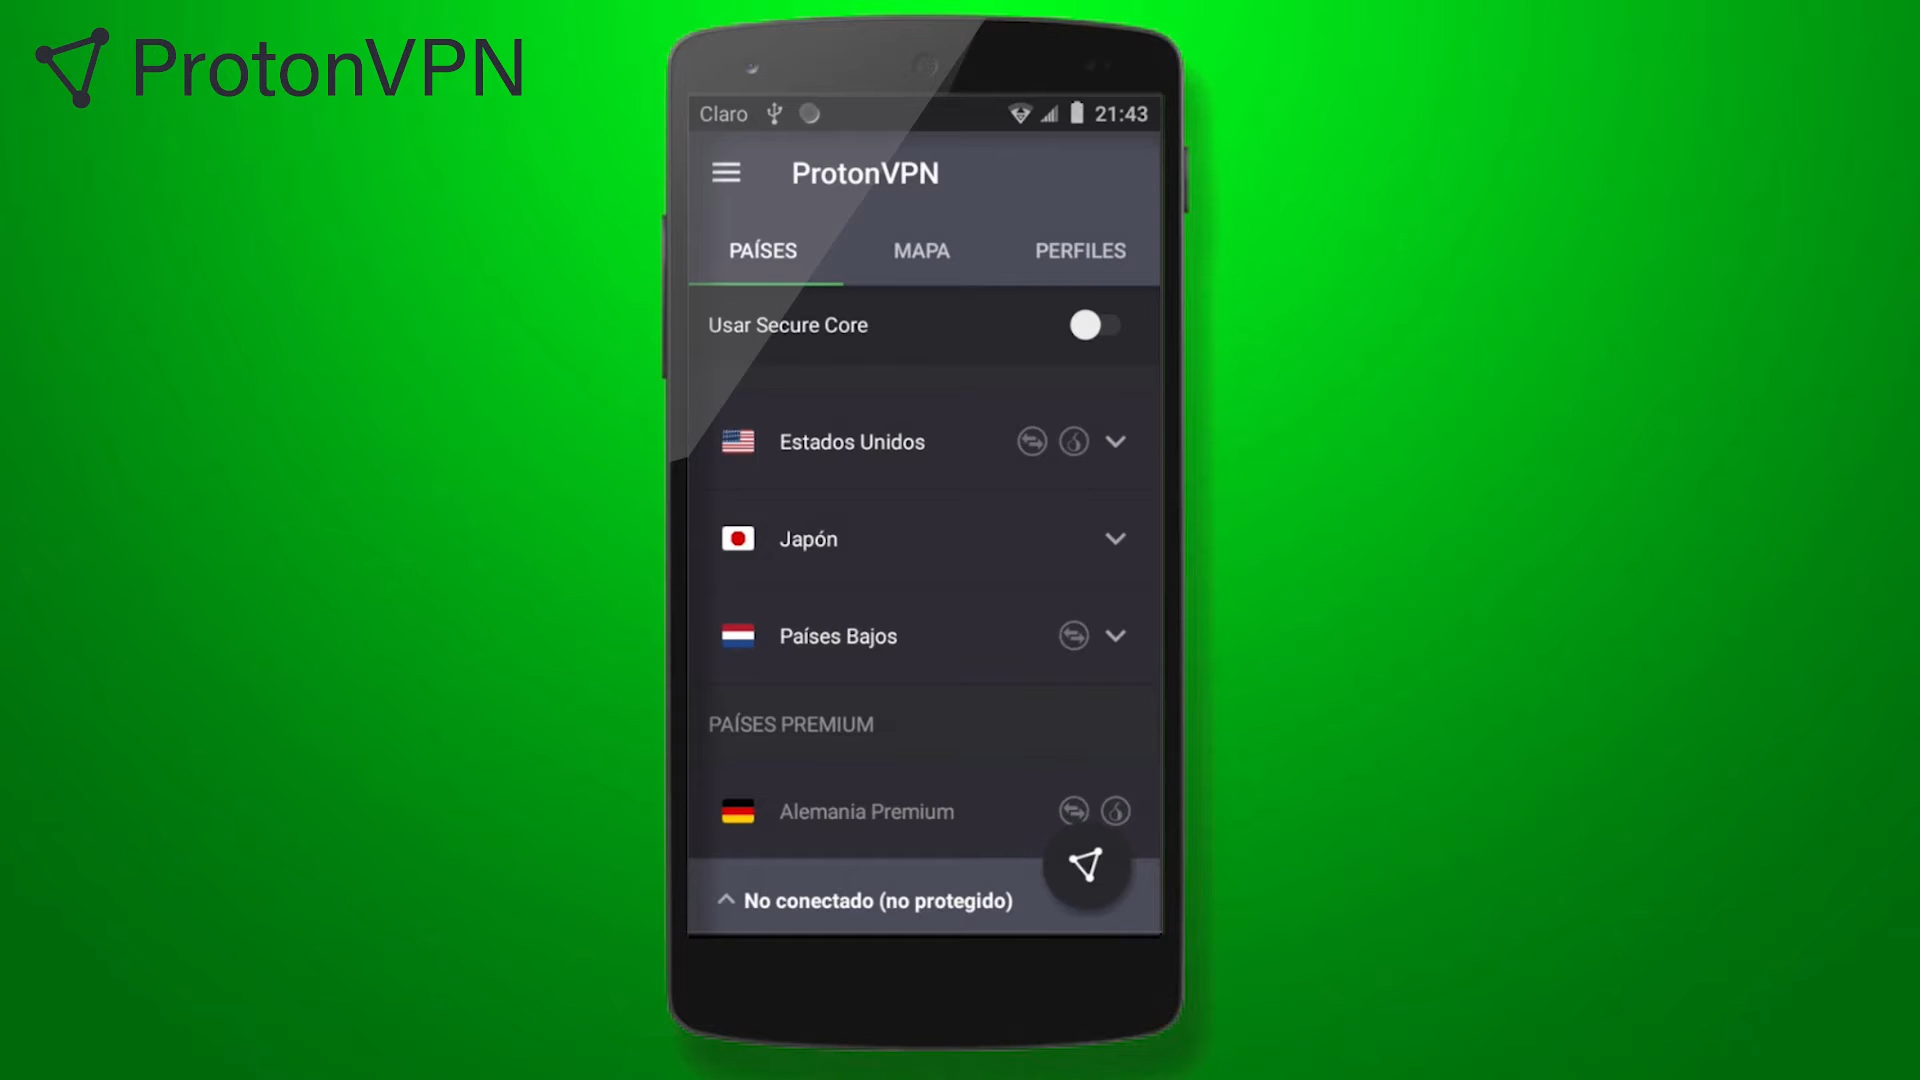 ProtonVPN
Claro 21:43
ProtonVPN
PAÍSES MAPA PERFILES
Usar Secure Core
Estados Unidos
Japón
Países Bajos
PAÍSES PREMIUM
Alemania Premium
No conectado (no protegido)